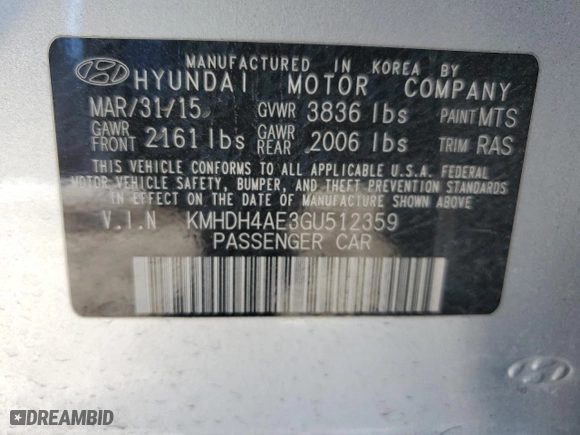 MANUFACTURED IN KOREA BY
HYUNDAI MOTOR COMPANY
MAR/31/15 GVWR 3836 lbs PAINT MTS
GAWR FRONT 2161 lbs GAWR REAR 2006 lbs TRIM RAS
THIS VEHICLE CONFORMS TO ALL APPLICABLE U.S.A. FEDERAL
MOTOR VEHICLE SAFETY, BUMPER, AND THEFT PREVENTION STANDARDS
IN EFFECT ON THE DATE OF MANUFACTURE SHOWN ABOVE.
V.I.N KMHDH4AE3GU512359
PASSENGER CAR
DREAMBID